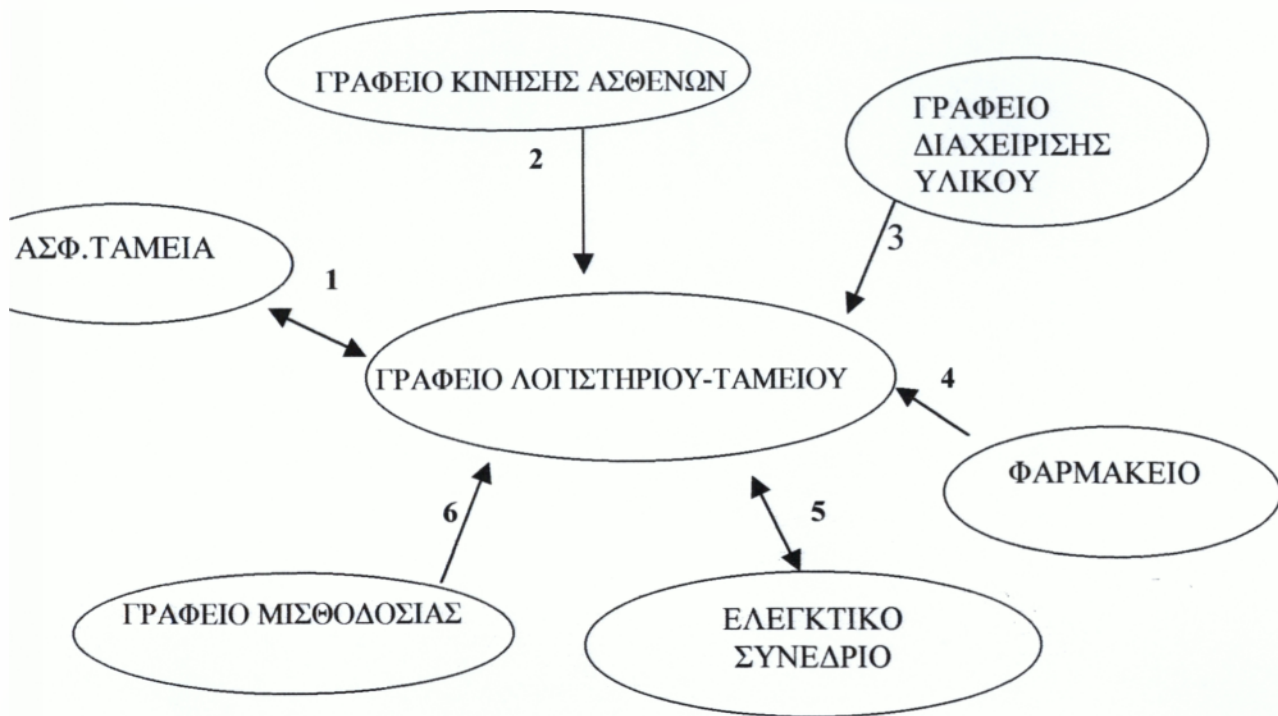 ΓΡΑΦΕΙΟ ΚΙΝΗΣΗΣ ΑΣΘΕΝΩΝ
2
ΓΡΑΦΕΙΟ
ΔΙΑΧΕΙΡΙΣΗΣ
ΥΛΙΚΟΥ
3
ΑΣΦ.ΤΑΜΕΙΑ
1
ΓΡΑΦΕΙΟ ΛΟΓΙΣΤΗΡΙΟΥ-ΤΑΜΕΙΟΥ
4
ΦΑΡΜΑΚΕΙΟ
6
5
ΓΡΑΦΕΙΟ ΜΙΣΘΟΔΟΣΙΑΣ
ΕΛΕΓΚΤΙΚΟ
ΣΥΝΕΔΡΙΟ